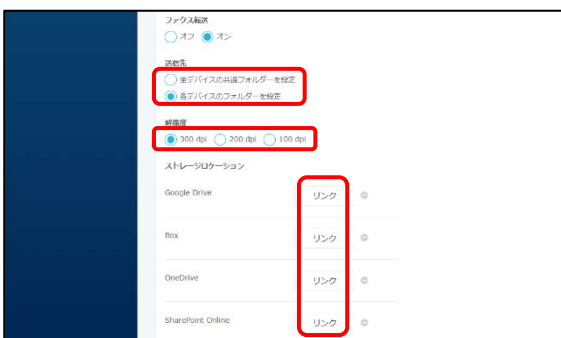 ファクス転送
オフ オン
送信先
全デバイスの共通フォルダーを設定
各デバイスのフォルダーを設定
解像度
300 dpi 200 dpi 100 dpi
ストレージロケーション
Google Drive リンク
Box リンク
OneDrive リンク
SharePoint Online リンク